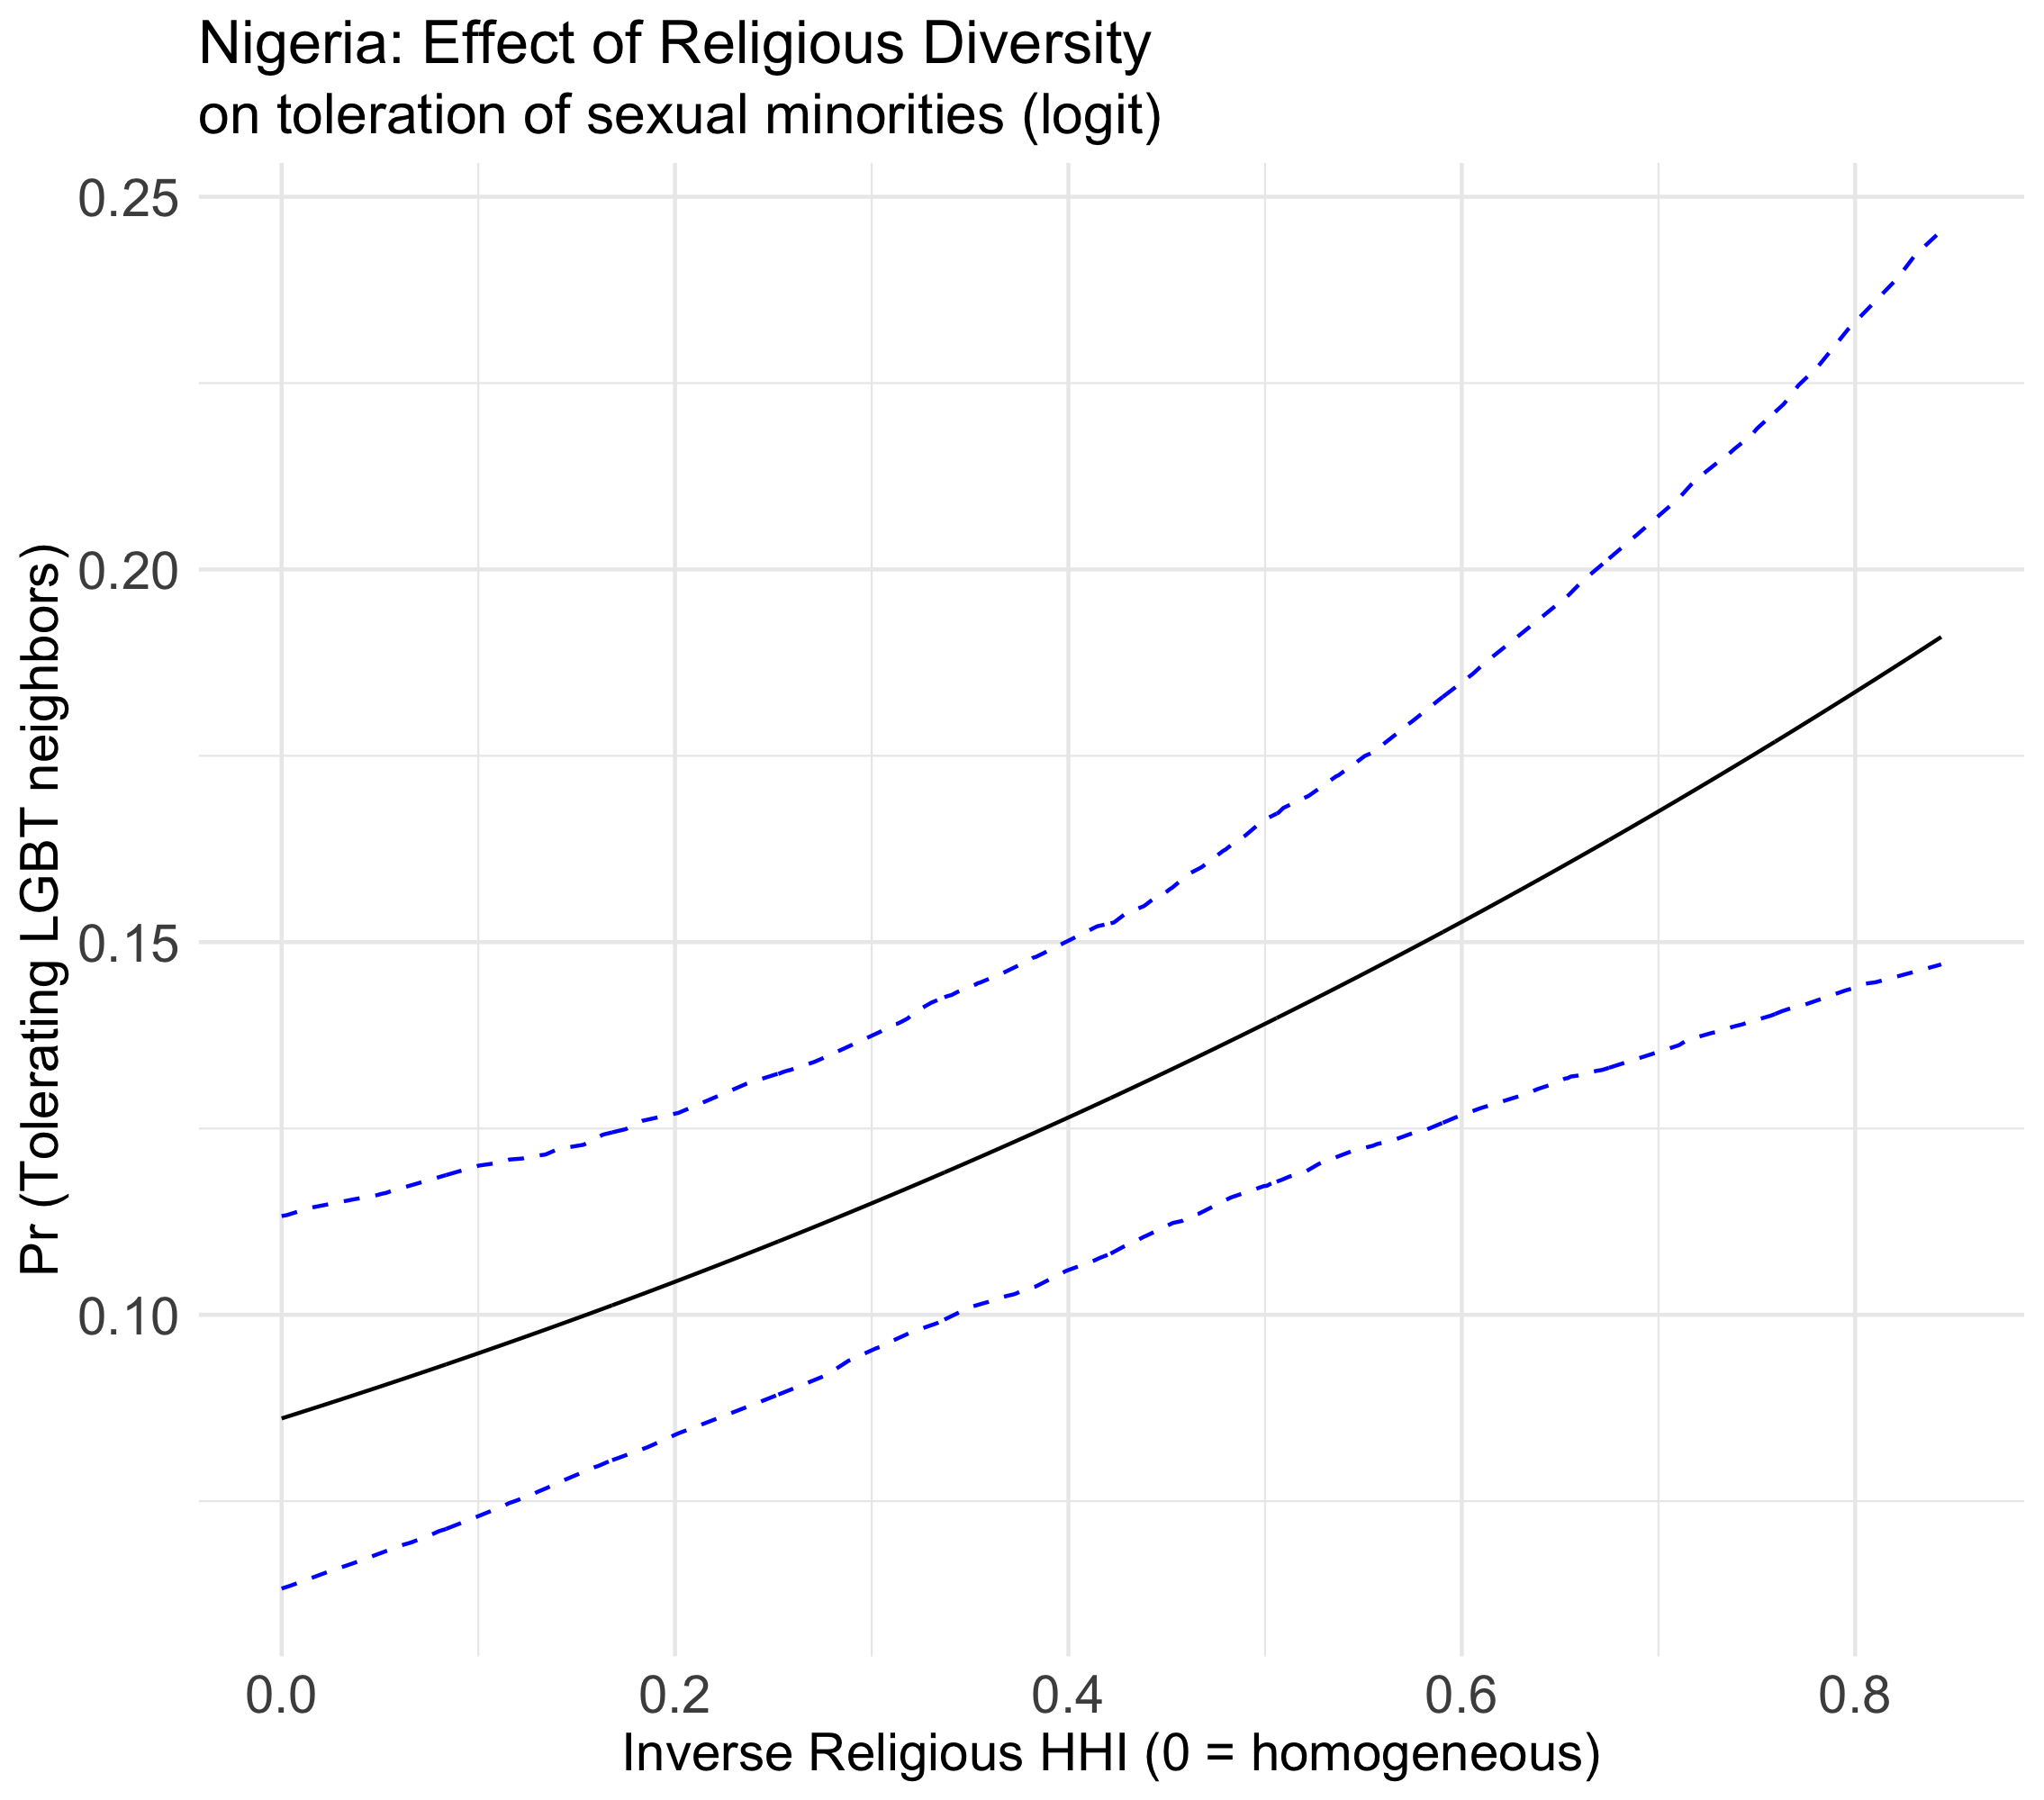 Nigeria: Effect of Religious Diversity
on toleration of sexual minorities (logit)
Pr (Tolerating LGBT neighbors)
0.25
0.20
0.15
0.10
0.0 0.2 0.4 0.6 0.8
Inverse Religious HHI (0 = homogeneous)